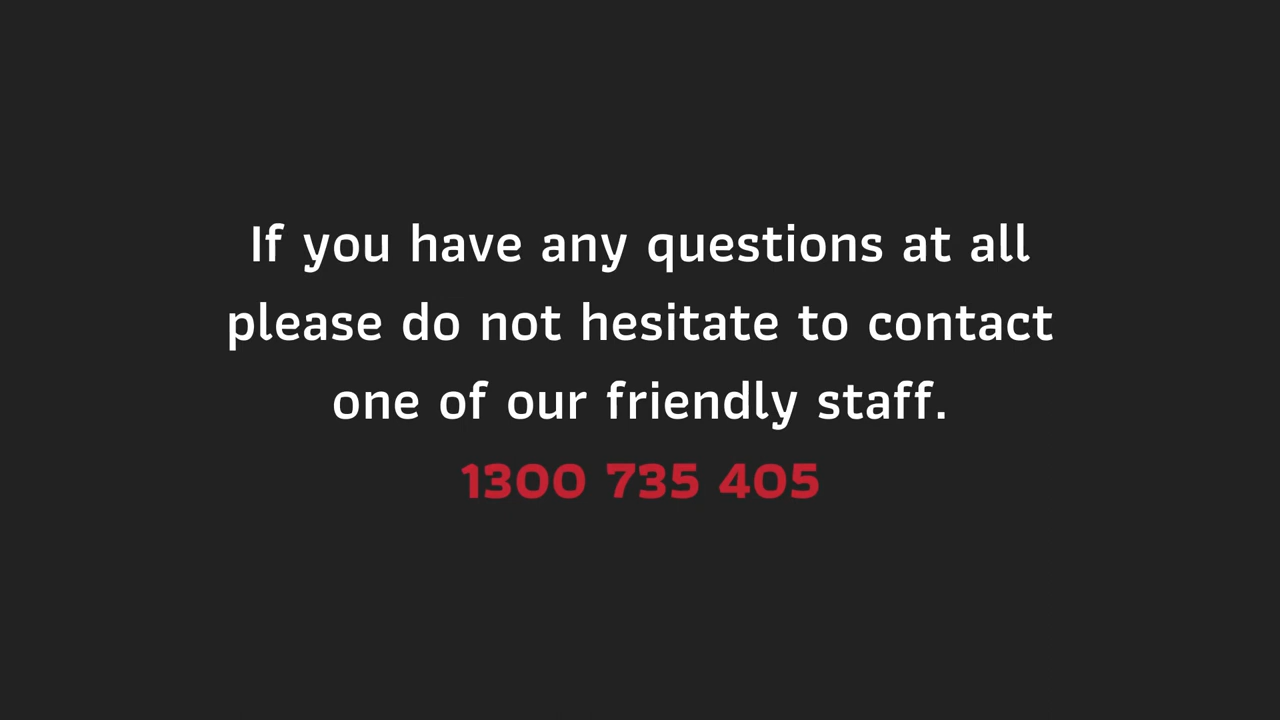 If you have any questions at all
please do not hesitate to contact
one of our friendly staff.
1300 735 405